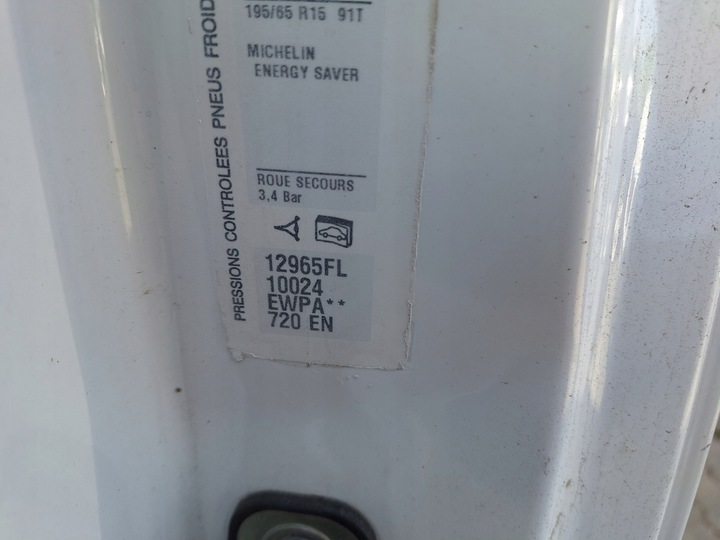 195/65 R15 91T
MICHELIN
ENERGY SAVER
ROUE SECOURS
3,4 Bar
PRESSIONS CONTROLEES PNEUS FROID
12965FL
10024
EWPA**
720 EN